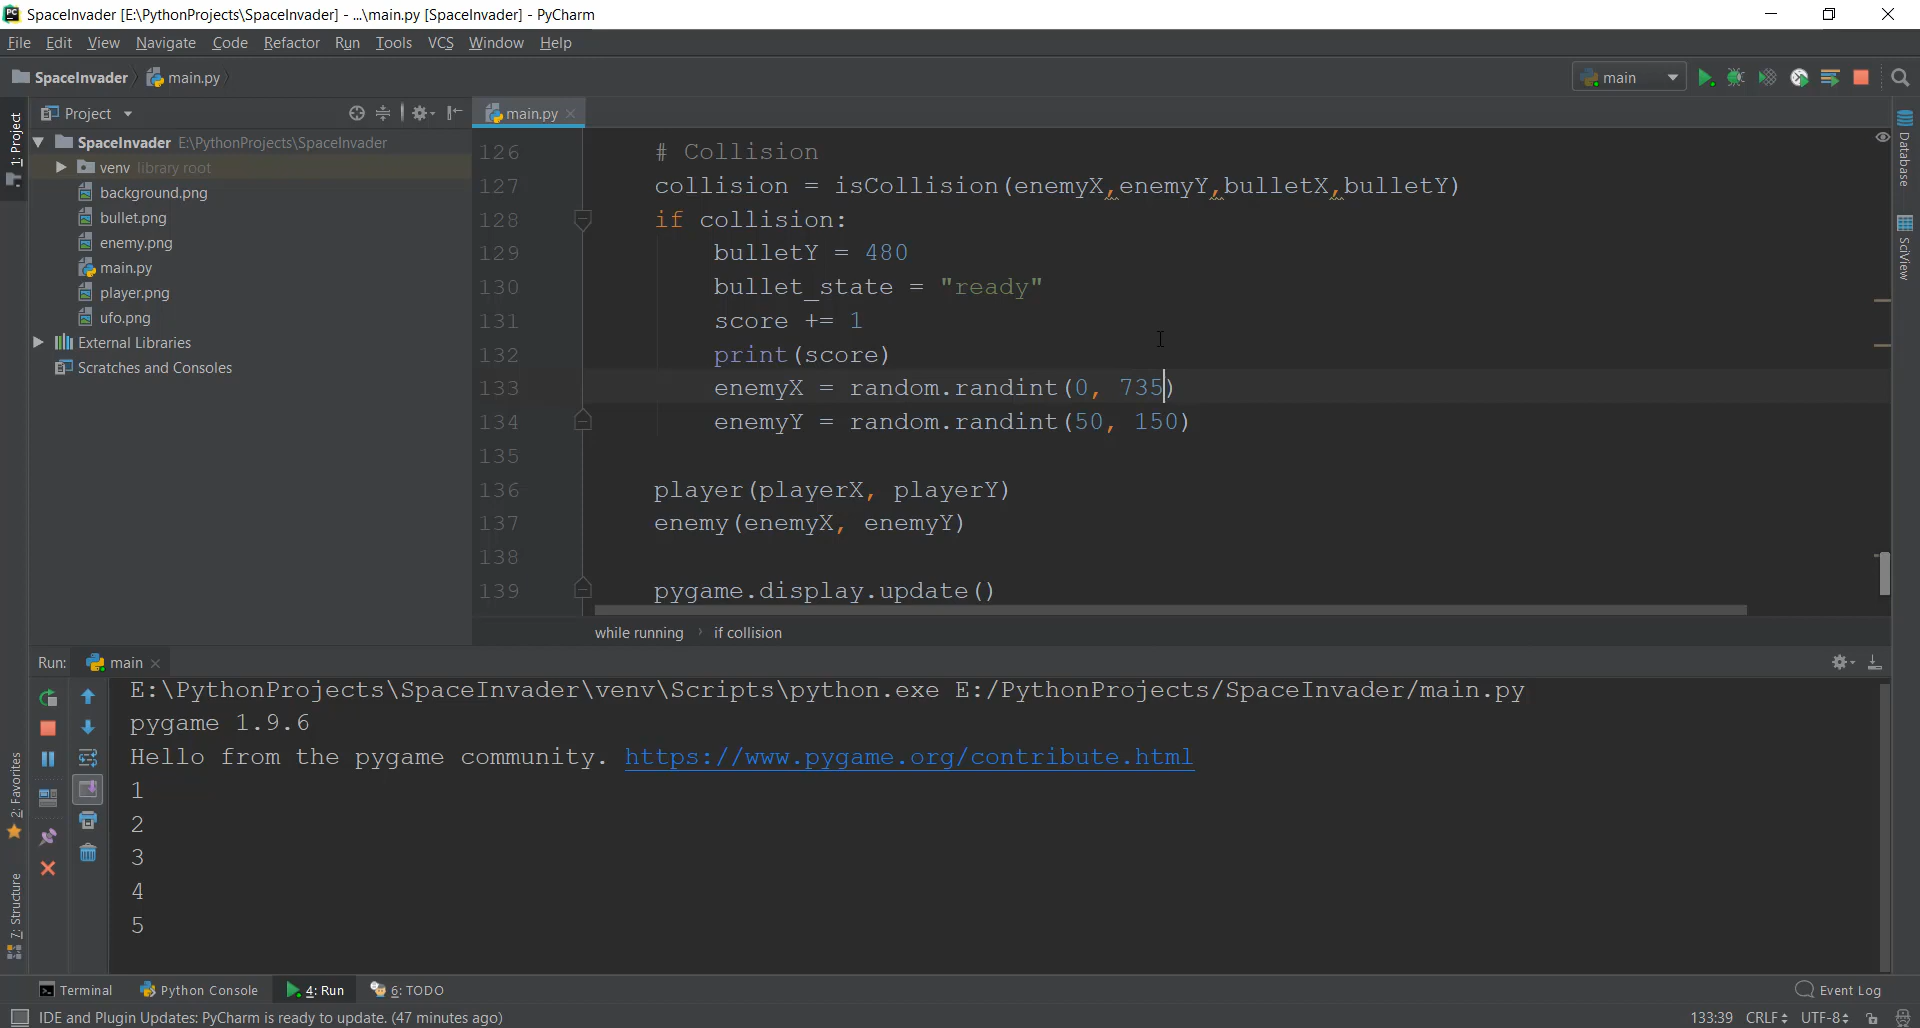 SpaceInvader [E:\PythonProjects\SpaceInvader] - ...\main.py [SpaceInvader] - PyCharm
File Edit View Navigate Code Refactor Run Tools VCS Window Help
SpaceInvader main.py
main
1: Project
Project
main.py
SpaceInvader E:\PythonProjects\SpaceInvader
venv library root
background.png
bullet.png
enemy.png
main.py
player.png
ufo.png
External Libraries
Scratches and Consoles
126 # Collision
127 collision = isCollision(enemyX,enemyY,bulletX,bulletY)
128 if collision:
129 bulletY = 480
130 bullet_state = "ready"
131 score += 1
132 print(score)
133 enemyX = random.randint(0, 735)
134 enemyY = random.randint(50, 150)
135
136 player(playerX, playerY)
137 enemy(enemyX, enemyY)
138
139 pygame.display.update()
while running › if collision
Database
SciView
Run: main
E:\PythonProjects\SpaceInvader\venv\Scripts\python.exe E:/PythonProjects/SpaceInvader/main.py
pygame 1.9.6
Hello from the pygame community. https://www.pygame.org/contribute.html
1
2
3
4
5
2: Favorites
7: Structure
Terminal Python Console 4: Run 6: TODO Event Log
IDE and Plugin Updates: PyCharm is ready to update. (47 minutes ago) 133:39 CRLF UTF-8